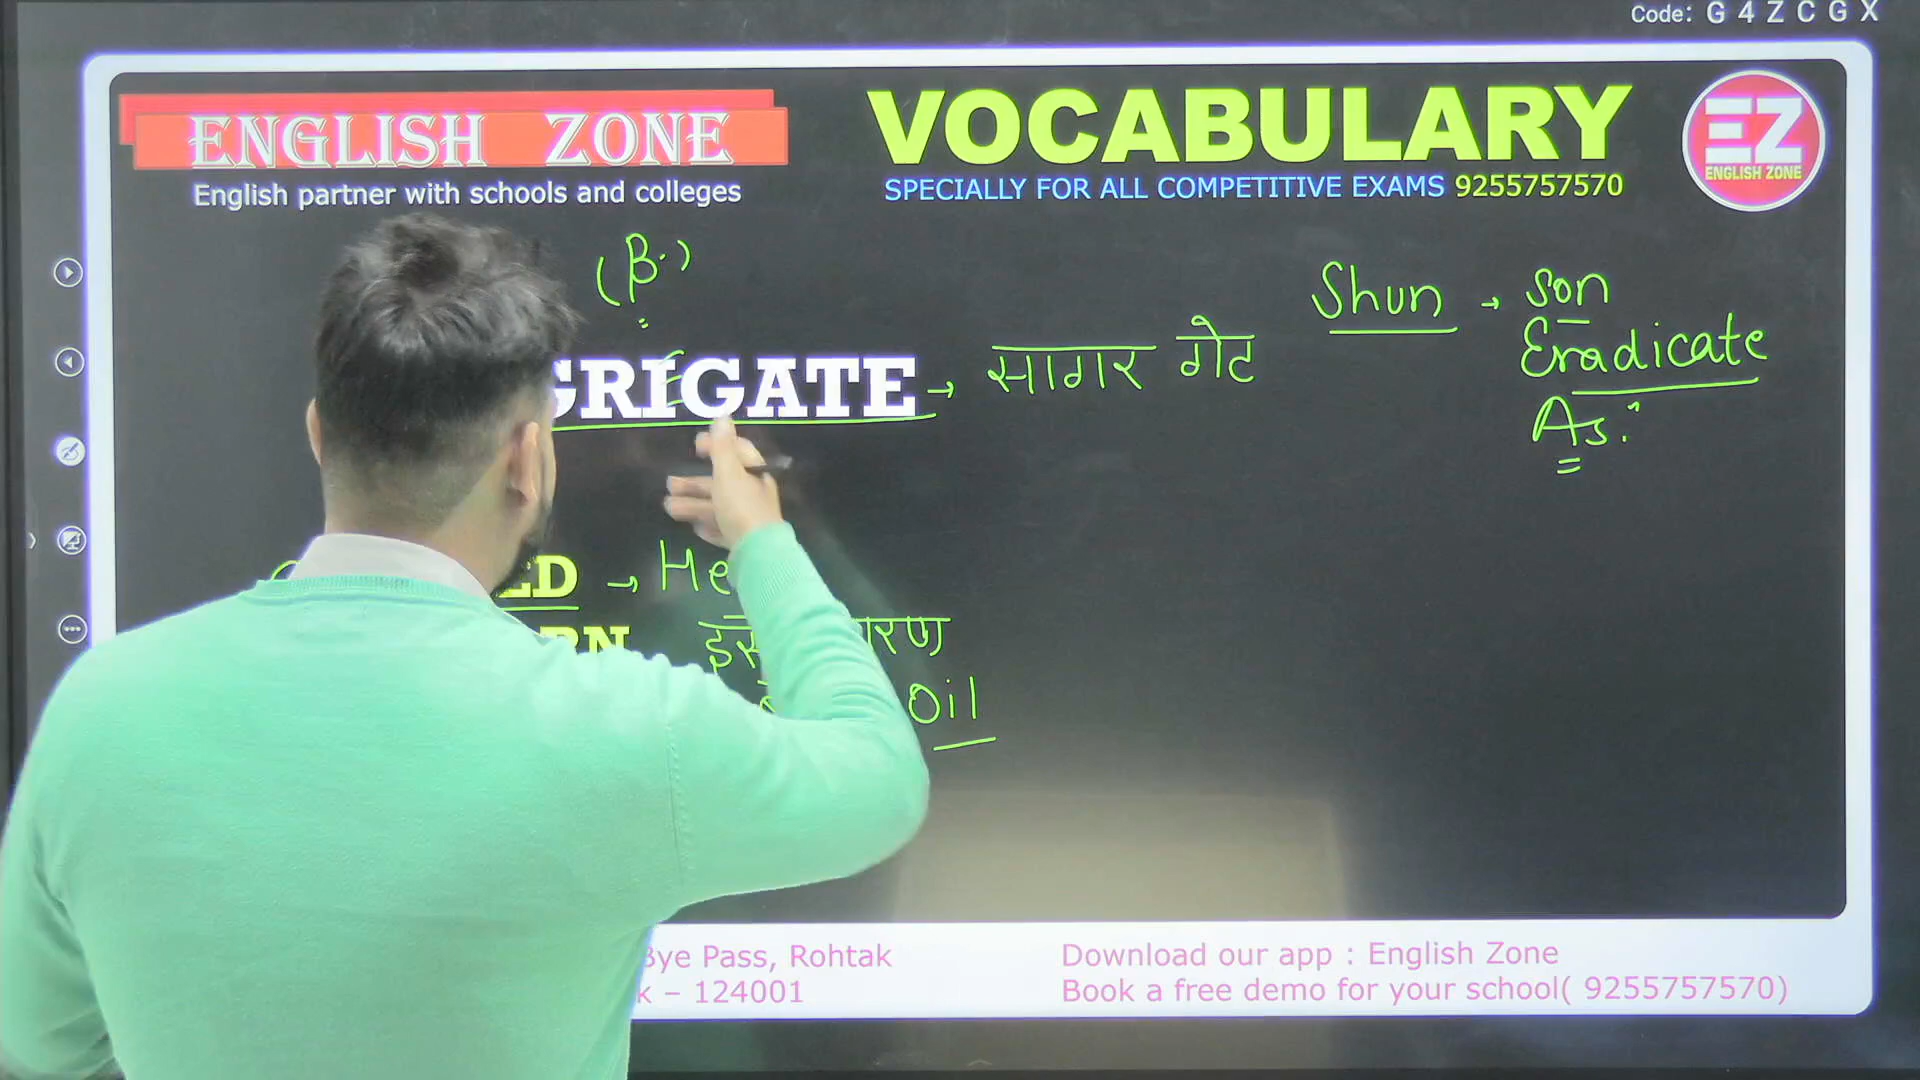 Code: G 4 Z C G X
ENGLISH ZONE
English partner with schools and colleges
VOCABULARY
SPECIALLY FOR ALL COMPETITIVE EXAMS 9255757570
EZ
ENGLISH ZONE
(B.)
GRIGATE → सागर गेट
Shun → son
Eradicate
As:
ED → He
RN
Oil
Bye Pass, Rohtak
k – 124001
Download our app : English Zone
Book a free demo for your school( 9255757570)